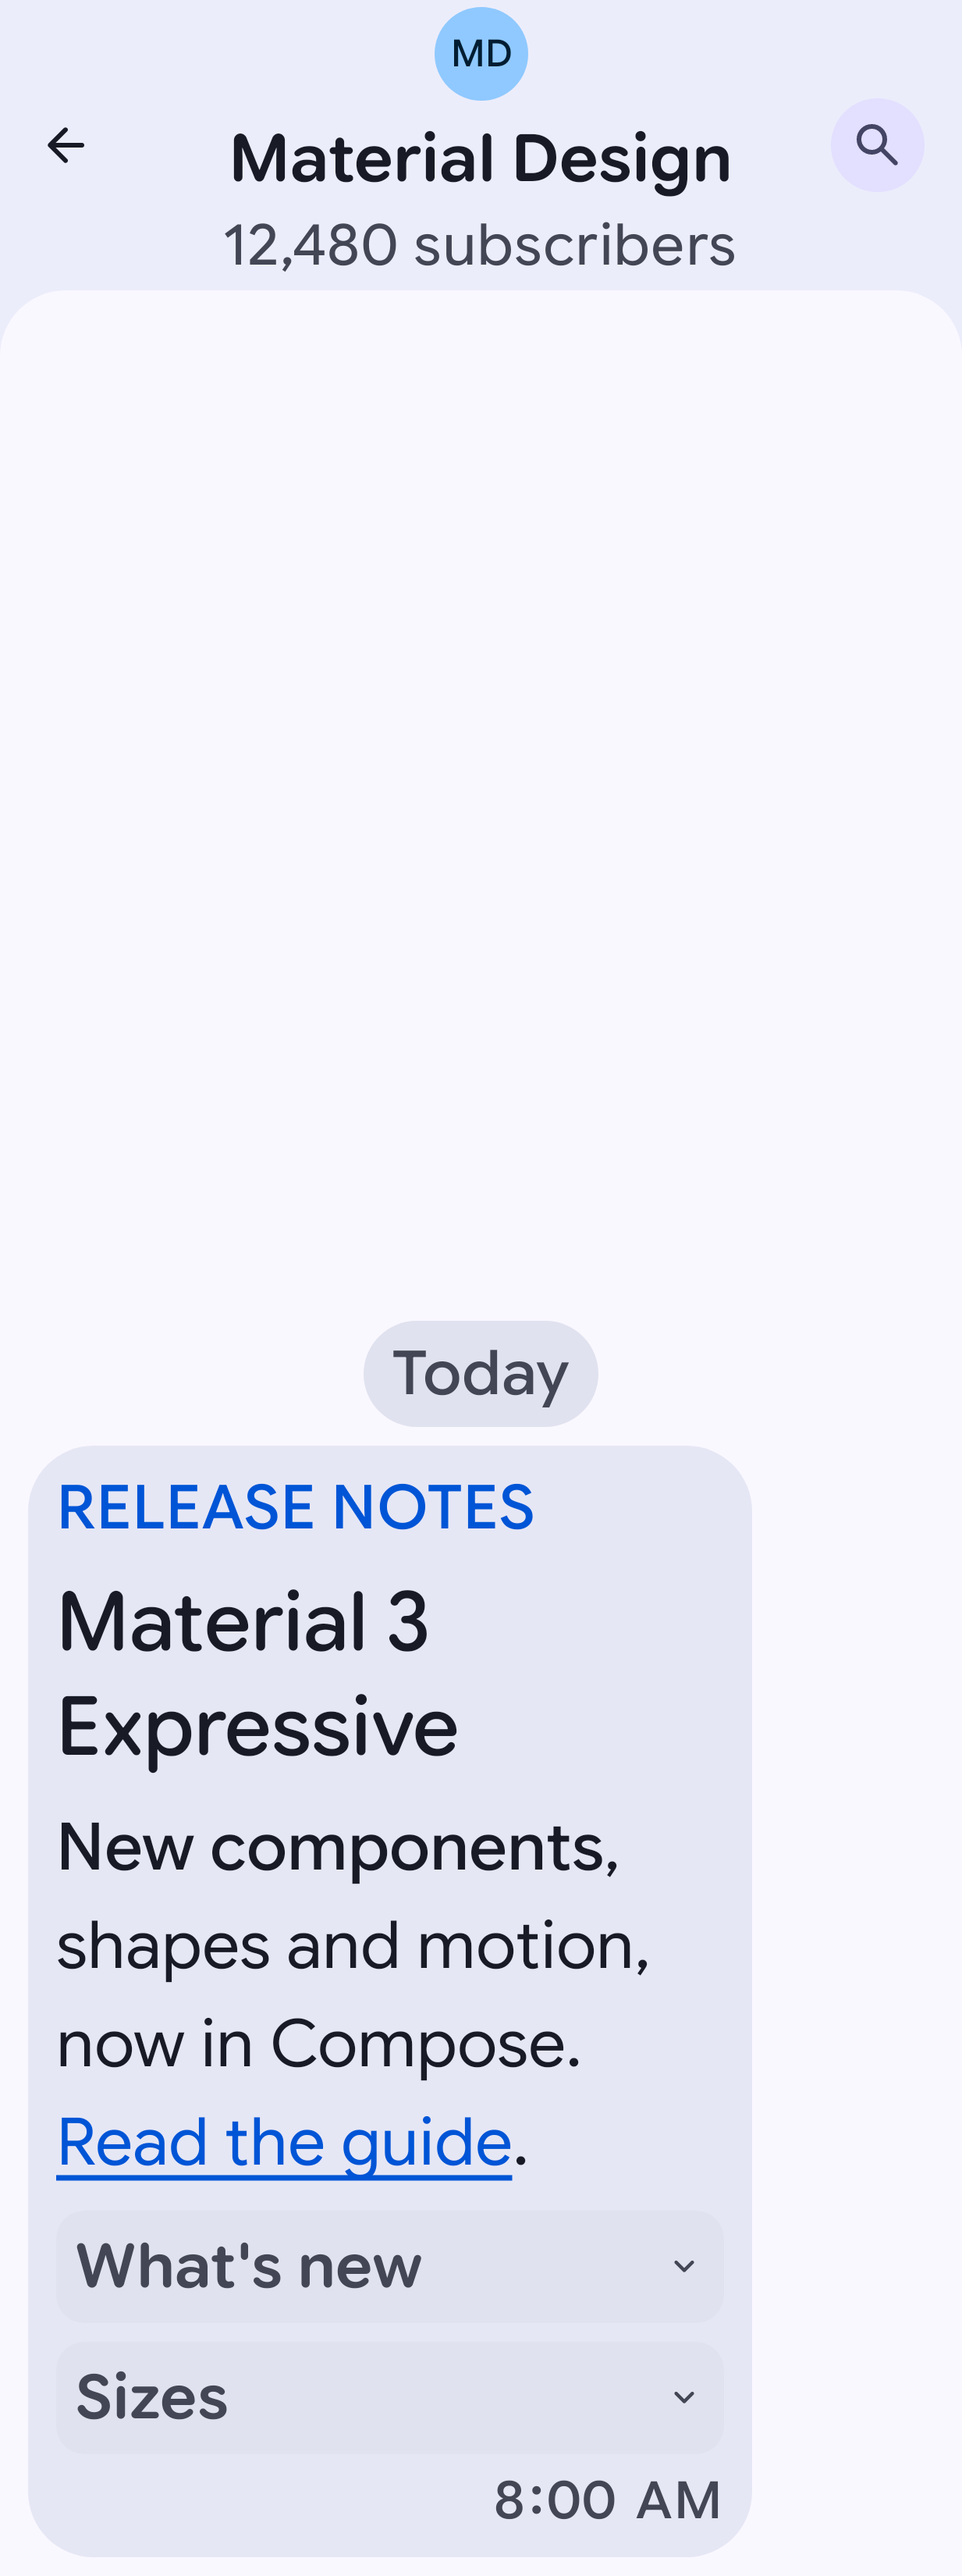 MD
Material Design
12,480 subscribers
Today
RELEASE NOTES
Material 3
Expressive
New components,
shapes and motion,
now in Compose.
Read the guide.
What's new
Sizes
8:00 AM